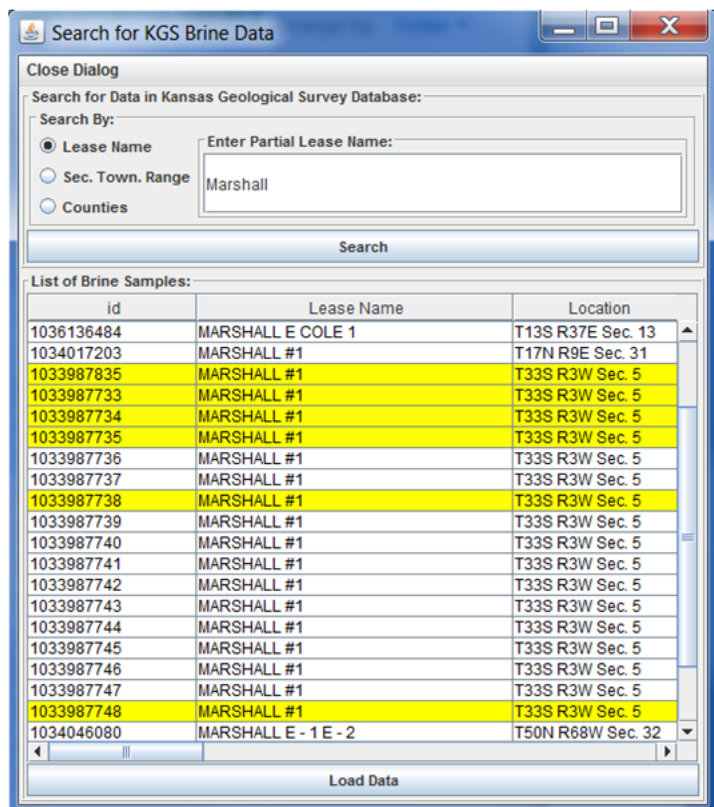 Search for KGS Brine Data
Close Dialog
Search for Data in Kansas Geological Survey Database:
Search By:
Lease Name
Sec. Town. Range
Counties
Enter Partial Lease Name:
Marshall
Search
List of Brine Samples:
id Lease Name Location
1036136484 MARSHALL E COLE 1 T13S R37E Sec. 13
1034017203 MARSHALL #1 T17N R9E Sec. 31
1033987835 MARSHALL #1 T33S R3W Sec. 5
1033987733 MARSHALL #1 T33S R3W Sec. 5
1033987734 MARSHALL #1 T33S R3W Sec. 5
1033987735 MARSHALL #1 T33S R3W Sec. 5
1033987736 MARSHALL #1 T33S R3W Sec. 5
1033987737 MARSHALL #1 T33S R3W Sec. 5
1033987738 MARSHALL #1 T33S R3W Sec. 5
1033987739 MARSHALL #1 T33S R3W Sec. 5
1033987740 MARSHALL #1 T33S R3W Sec. 5
1033987741 MARSHALL #1 T33S R3W Sec. 5
1033987742 MARSHALL #1 T33S R3W Sec. 5
1033987743 MARSHALL #1 T33S R3W Sec. 5
1033987744 MARSHALL #1 T33S R3W Sec. 5
1033987745 MARSHALL #1 T33S R3W Sec. 5
1033987746 MARSHALL #1 T33S R3W Sec. 5
1033987747 MARSHALL #1 T33S R3W Sec. 5
1033987748 MARSHALL #1 T33S R3W Sec. 5
1034046080 MARSHALL E - 1 E - 2 T50N R68W Sec. 32
Load Data